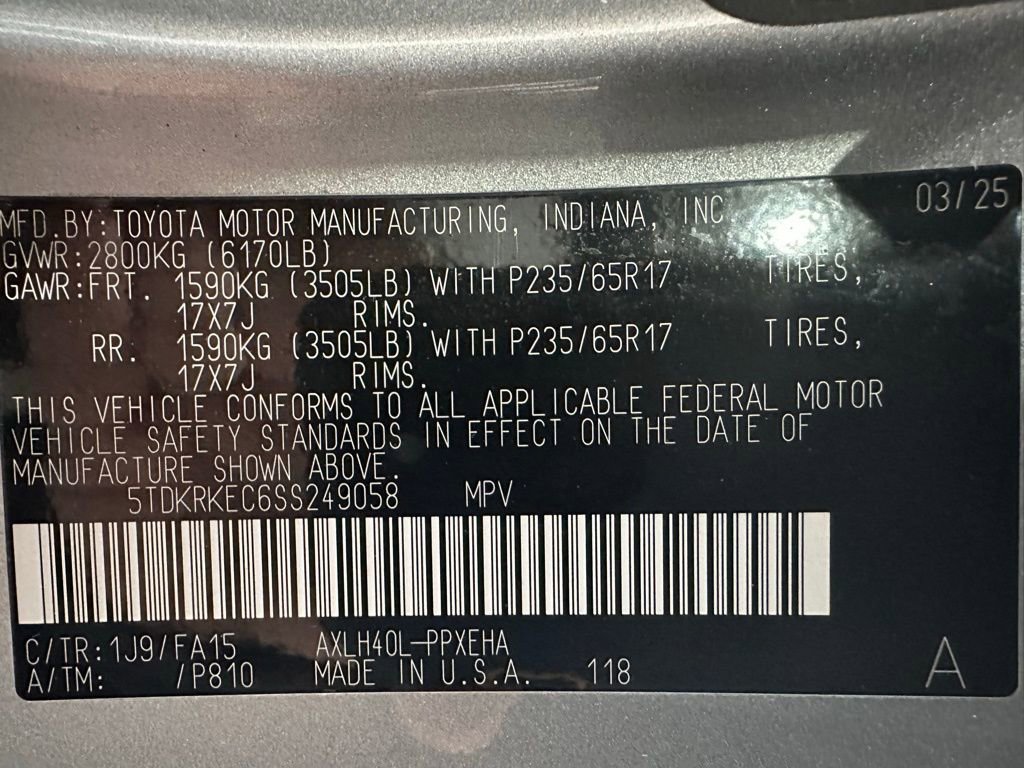 MFD.BY:TOYOTA MOTOR MANUFACTURING, INDIANA, INC 03/25
GVWR:2800KG (6170LB)
GAWR:FRT. 1590KG (3505LB) WITH P235/65R17 TIRES,
17X7J RIMS.
RR. 1590KG (3505LB) WITH P235/65R17 TIRES,
17X7J RIMS.
THIS VEHICLE CONFORMS TO ALL APPLICABLE FEDERAL MOTOR
VEHICLE SAFETY STANDARDS IN EFFECT ON THE DATE OF
MANUFACTURE SHOWN ABOVE.
5TDKRKEC6SS249058 MPV
C/TR:1J9/FA15 AXLH40L-PPXEHA
A/TM: /P810 MADE IN U.S.A. 118 A